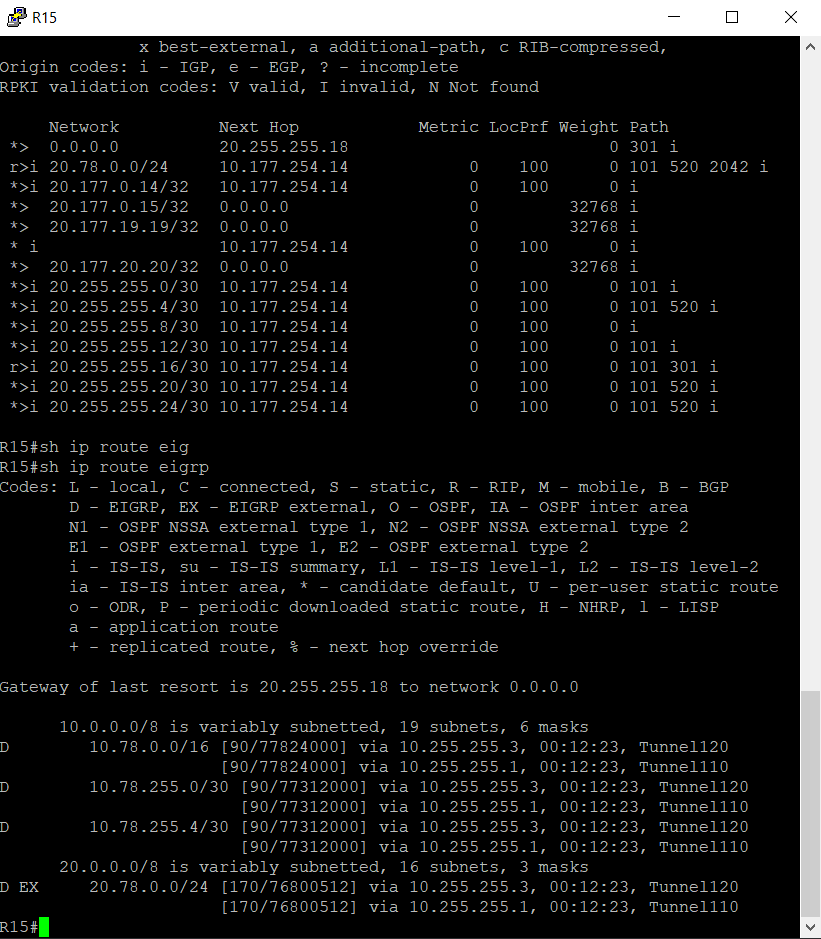 R15
              x best-external, a additional-path, c RIB-compressed,
Origin codes: i - IGP, e - EGP, ? - incomplete
RPKI validation codes: V valid, I invalid, N Not found

     Network          Next Hop            Metric LocPrf Weight Path
 *>  0.0.0.0          20.255.255.18                          0 301 i
 r>i 20.78.0.0/24     10.177.254.14            0    100      0 101 520 2042 i
 *>i 20.177.0.14/32   10.177.254.14            0    100      0 i
 *>  20.177.0.15/32   0.0.0.0                  0         32768 i
 *>  20.177.19.19/32  0.0.0.0                  0         32768 i
 * i                  10.177.254.14            0    100      0 i
 *>  20.177.20.20/32  0.0.0.0                  0         32768 i
 *>i 20.255.255.0/30  10.177.254.14            0    100      0 101 i
 *>i 20.255.255.4/30  10.177.254.14            0    100      0 101 520 i
 *>i 20.255.255.8/30  10.177.254.14            0    100      0 i
 *>i 20.255.255.12/30 10.177.254.14            0    100      0 101 i
 r>i 20.255.255.16/30 10.177.254.14            0    100      0 101 301 i
 *>i 20.255.255.20/30 10.177.254.14            0    100      0 101 520 i
 *>i 20.255.255.24/30 10.177.254.14            0    100      0 101 520 i

R15#sh ip route eig
R15#sh ip route eigrp
Codes: L - local, C - connected, S - static, R - RIP, M - mobile, B - BGP
       D - EIGRP, EX - EIGRP external, O - OSPF, IA - OSPF inter area
       N1 - OSPF NSSA external type 1, N2 - OSPF NSSA external type 2
       E1 - OSPF external type 1, E2 - OSPF external type 2
       i - IS-IS, su - IS-IS summary, L1 - IS-IS level-1, L2 - IS-IS level-2
       ia - IS-IS inter area, * - candidate default, U - per-user static route
       o - ODR, P - periodic downloaded static route, H - NHRP, l - LISP
       a - application route
       + - replicated route, % - next hop override

Gateway of last resort is 20.255.255.18 to network 0.0.0.0

      10.0.0.0/8 is variably subnetted, 19 subnets, 6 masks
D        10.78.0.0/16 [90/77824000] via 10.255.255.3, 00:12:23, Tunnel120
                      [90/77824000] via 10.255.255.1, 00:12:23, Tunnel110
D        10.78.255.0/30 [90/77312000] via 10.255.255.3, 00:12:23, Tunnel120
                        [90/77312000] via 10.255.255.1, 00:12:23, Tunnel110
D        10.78.255.4/30 [90/77312000] via 10.255.255.3, 00:12:23, Tunnel120
                        [90/77312000] via 10.255.255.1, 00:12:23, Tunnel110
      20.0.0.0/8 is variably subnetted, 16 subnets, 3 masks
D EX     20.78.0.0/24 [170/76800512] via 10.255.255.3, 00:12:23, Tunnel120
                      [170/76800512] via 10.255.255.1, 00:12:23, Tunnel110
R15#